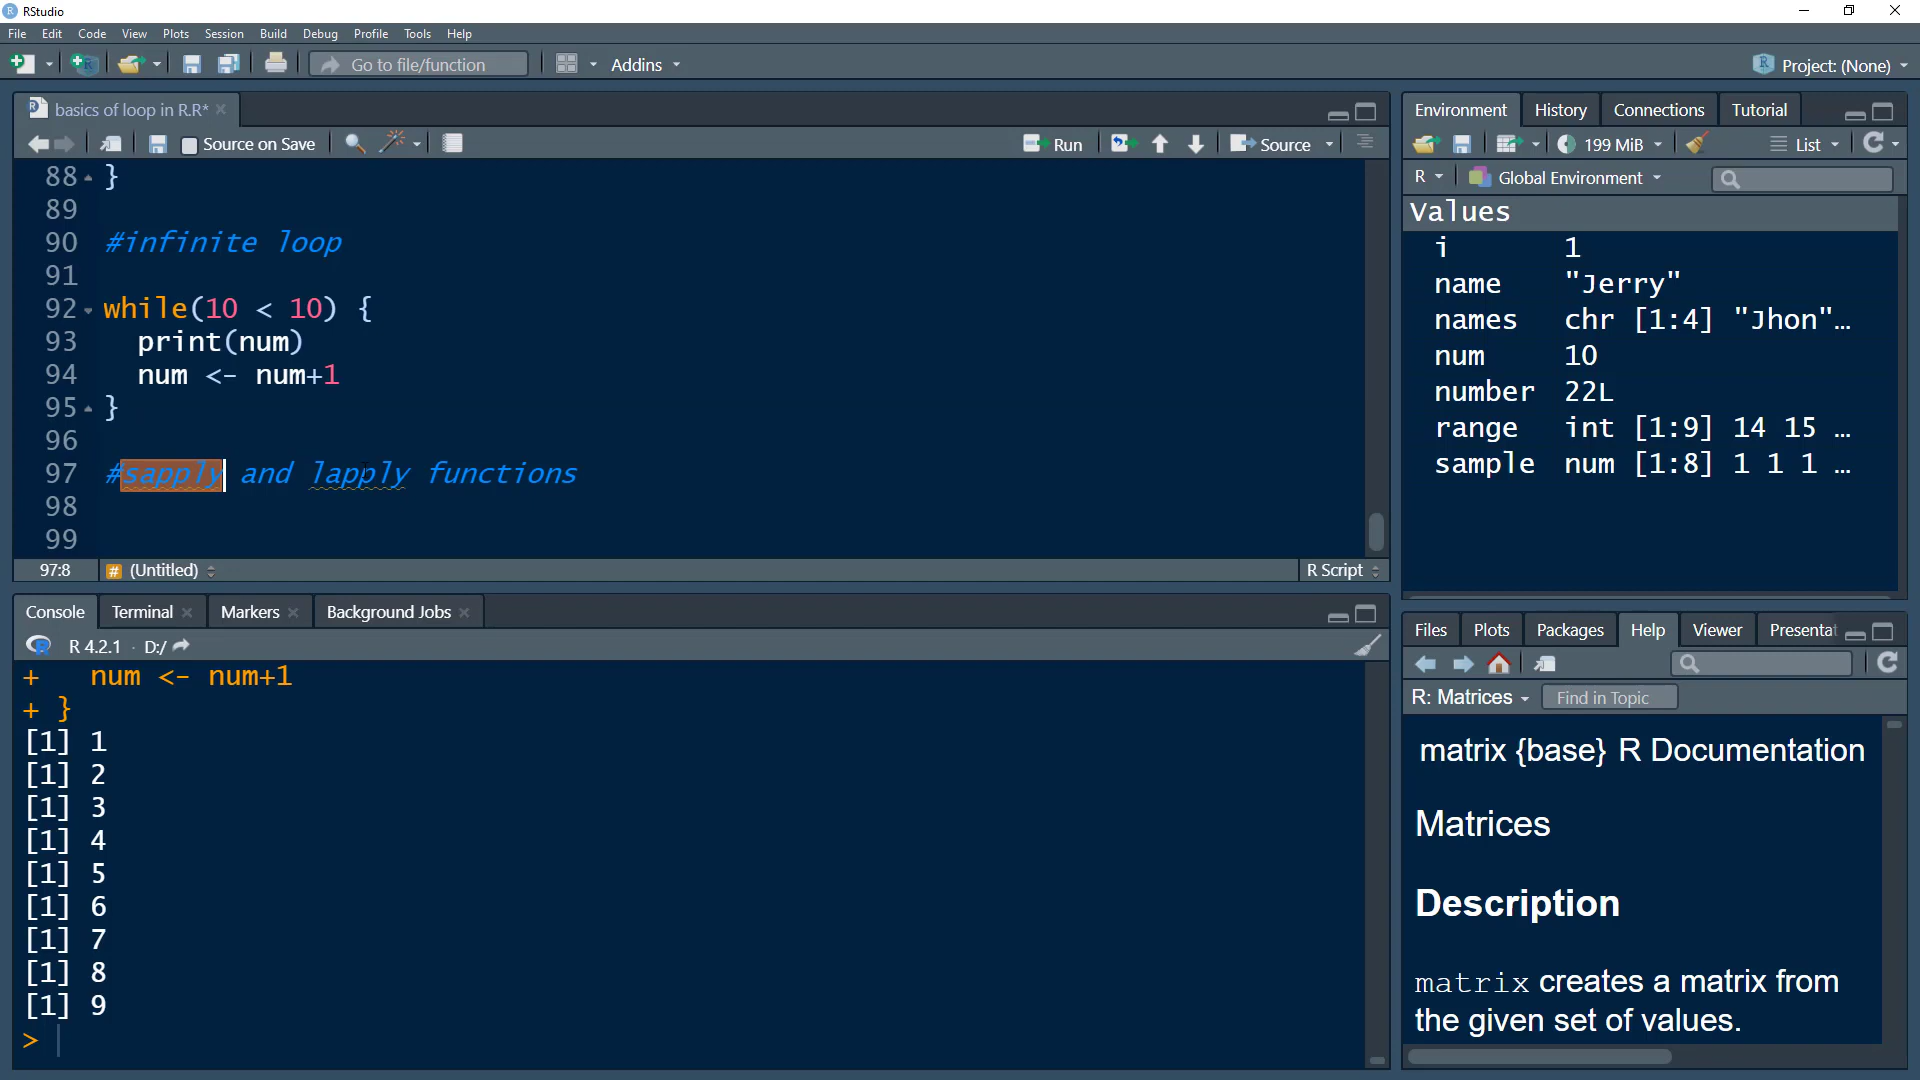 RStudio
File Edit Code View Plots Session Build Debug Profile Tools Help
Go to file/function Addins Project: (None)
basics of loop in R.R*
Source on Save Run Source
88 }
89
90 #infinite loop
91
92 while(10 < 10) {
93 print(num)
94 num <- num+1
95 }
96
97 #sapply and lapply functions
98
99
97:8 # (Untitled) R Script
Console Terminal Markers Background Jobs
R 4.2.1 · D:/
+ num <- num+1
+ }
[1] 1
[1] 2
[1] 3
[1] 4
[1] 5
[1] 6
[1] 7
[1] 8
[1] 9
>
Environment History Connections Tutorial
199 MiB List
R Global Environment
Values
i 1
name "Jerry"
names chr [1:4] "Jhon"…
num 10
number 22L
range int [1:9] 14 15 …
sample num [1:8] 1 1 1 …
Files Plots Packages Help Viewer Presentat
R: Matrices Find in Topic
matrix {base} R Documentation
Matrices
Description
matrix creates a matrix from
the given set of values.